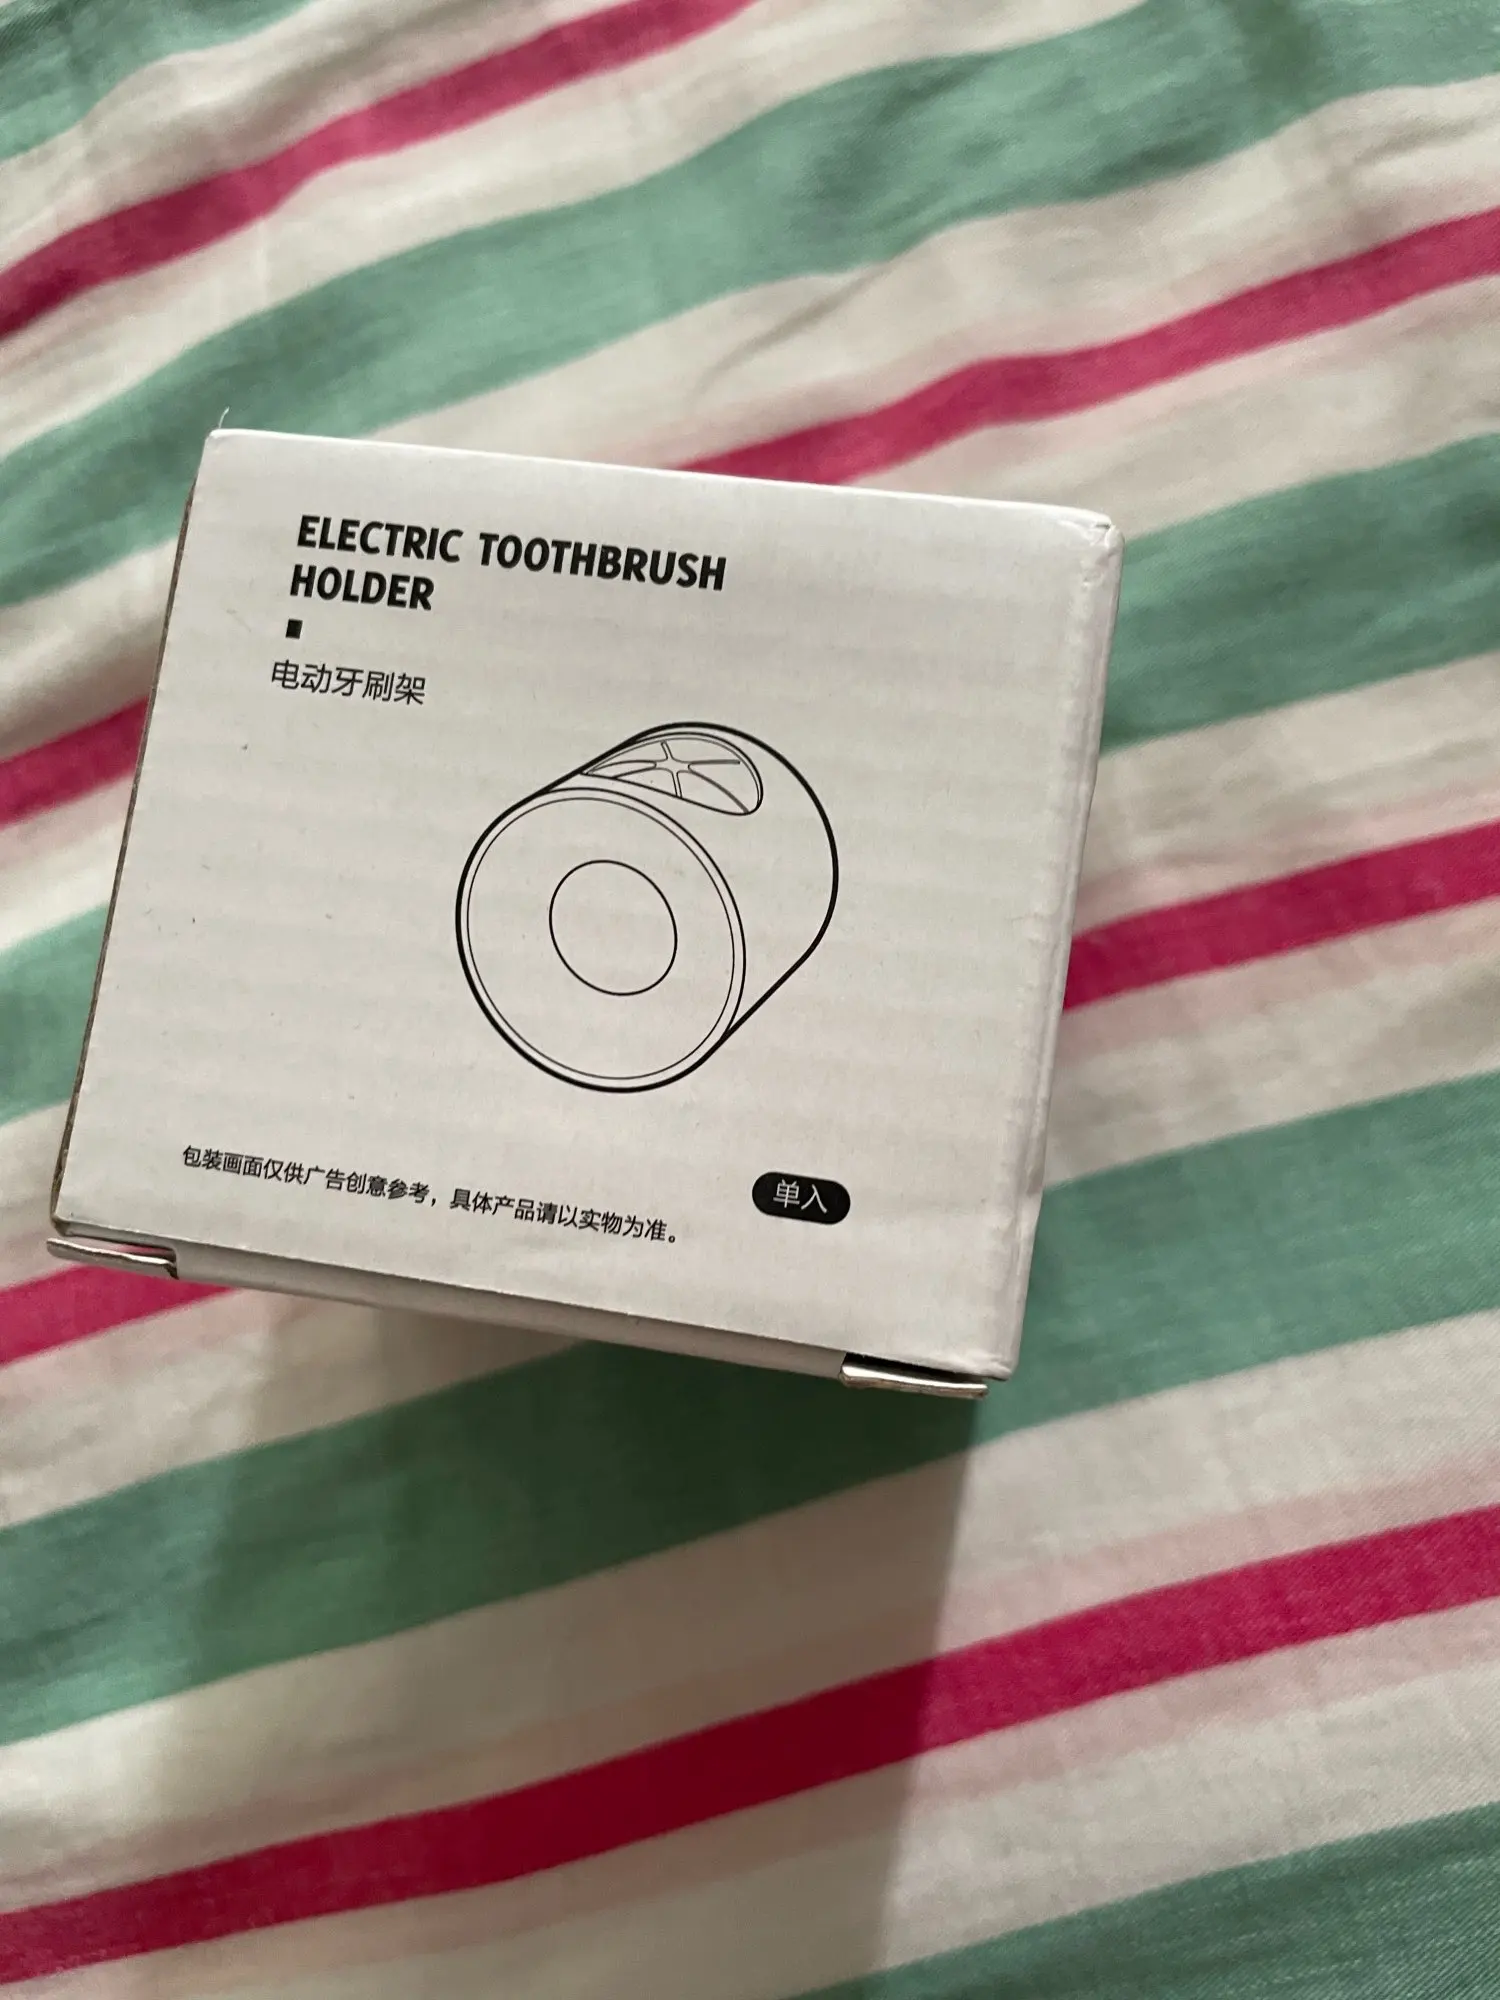 ELECTRIC TOOTHBRUSH
HOLDER
电动牙刷架
包装画面仅供广告创意参考，具体产品请以实物为准。
单入